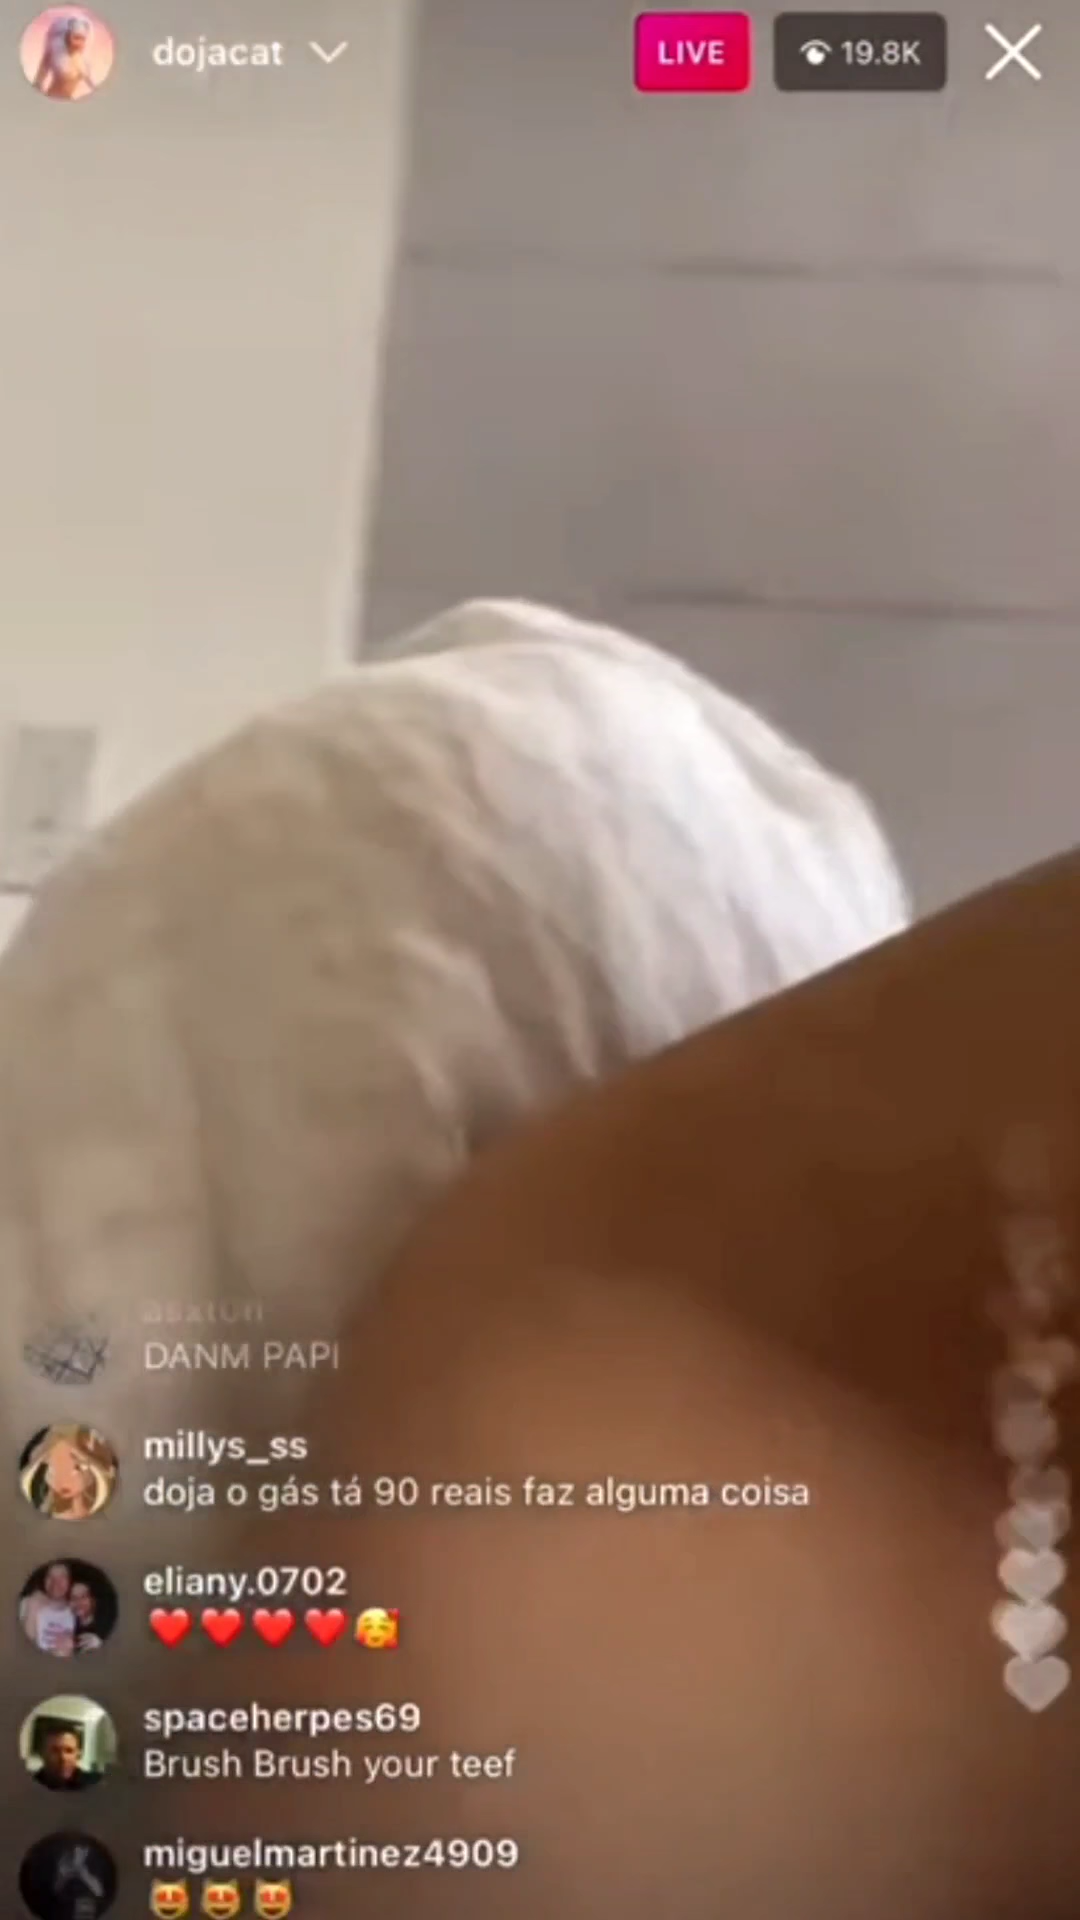 dojacat
LIVE
19.8K
DANM PAPI
millys_ss
doja o gás tá 90 reais faz alguma coisa
eliany.0702
❤️❤️❤️❤️🥰
spaceherpes69
Brush Brush your teef
miguelmartinez4909
😻😻😻